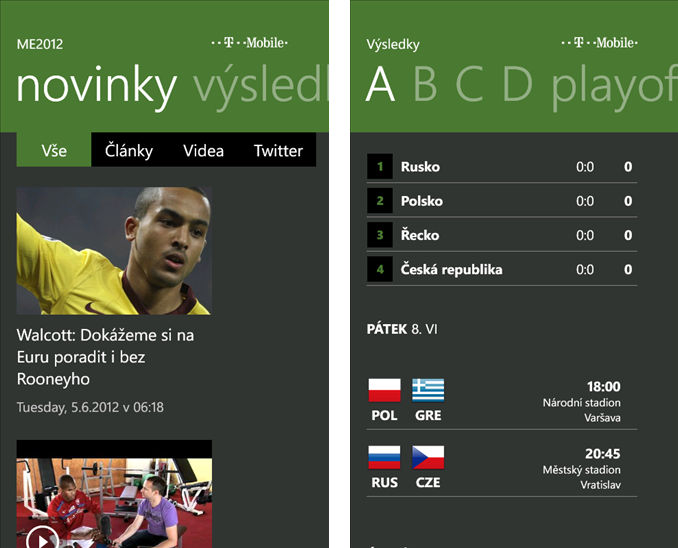 ME2012
T··Mobile·
novinky výsledk
Vše Články Videa Twitter
Walcott: Dokážeme si na
Euru poradit i bez
Rooneyho
Tuesday, 5.6.2012 v 06:18
Výsledky
T··Mobile·
A B C D playof
1 Rusko 0:0 0
2 Polsko 0:0 0
3 Řecko 0:0 0
4 Česká republika 0:0 0
PÁTEK 8. VI
18:00
Národní stadion
POL GRE Varšava
20:45
Městský stadion
RUS CZE Vratislav